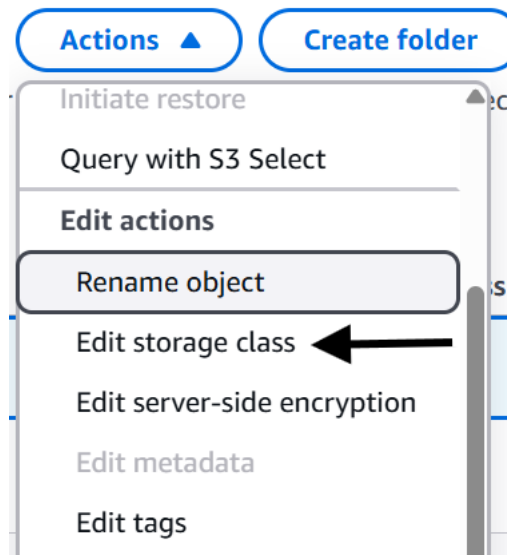 Actions Create folder
Initiate restore
Query with S3 Select
Edit actions
Rename object
Edit storage class
Edit server-side encryption
Edit metadata
Edit tags